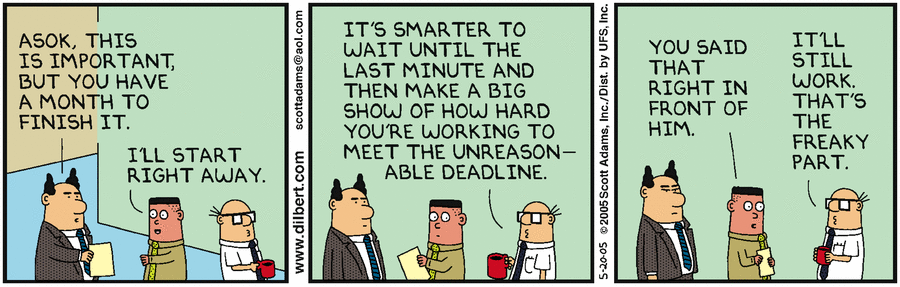 ASOK, THIS
IS IMPORTANT,
BUT YOU HAVE
A MONTH TO
FINISH IT.
I'LL START
RIGHT AWAY.
www.dilbert.com
scottadams@aol.com
IT'S SMARTER TO
WAIT UNTIL THE
LAST MINUTE AND
THEN MAKE A BIG
SHOW OF HOW HARD
YOU'RE WORKING TO
MEET THE UNREASON—
ABLE DEADLINE.
5-20-05 © 2005 Scott Adams, Inc./Dist. by UFS, Inc.
YOU SAID
THAT
RIGHT IN
FRONT OF
HIM.
IT'LL
STILL
WORK.
THAT'S
THE
FREAKY
PART.